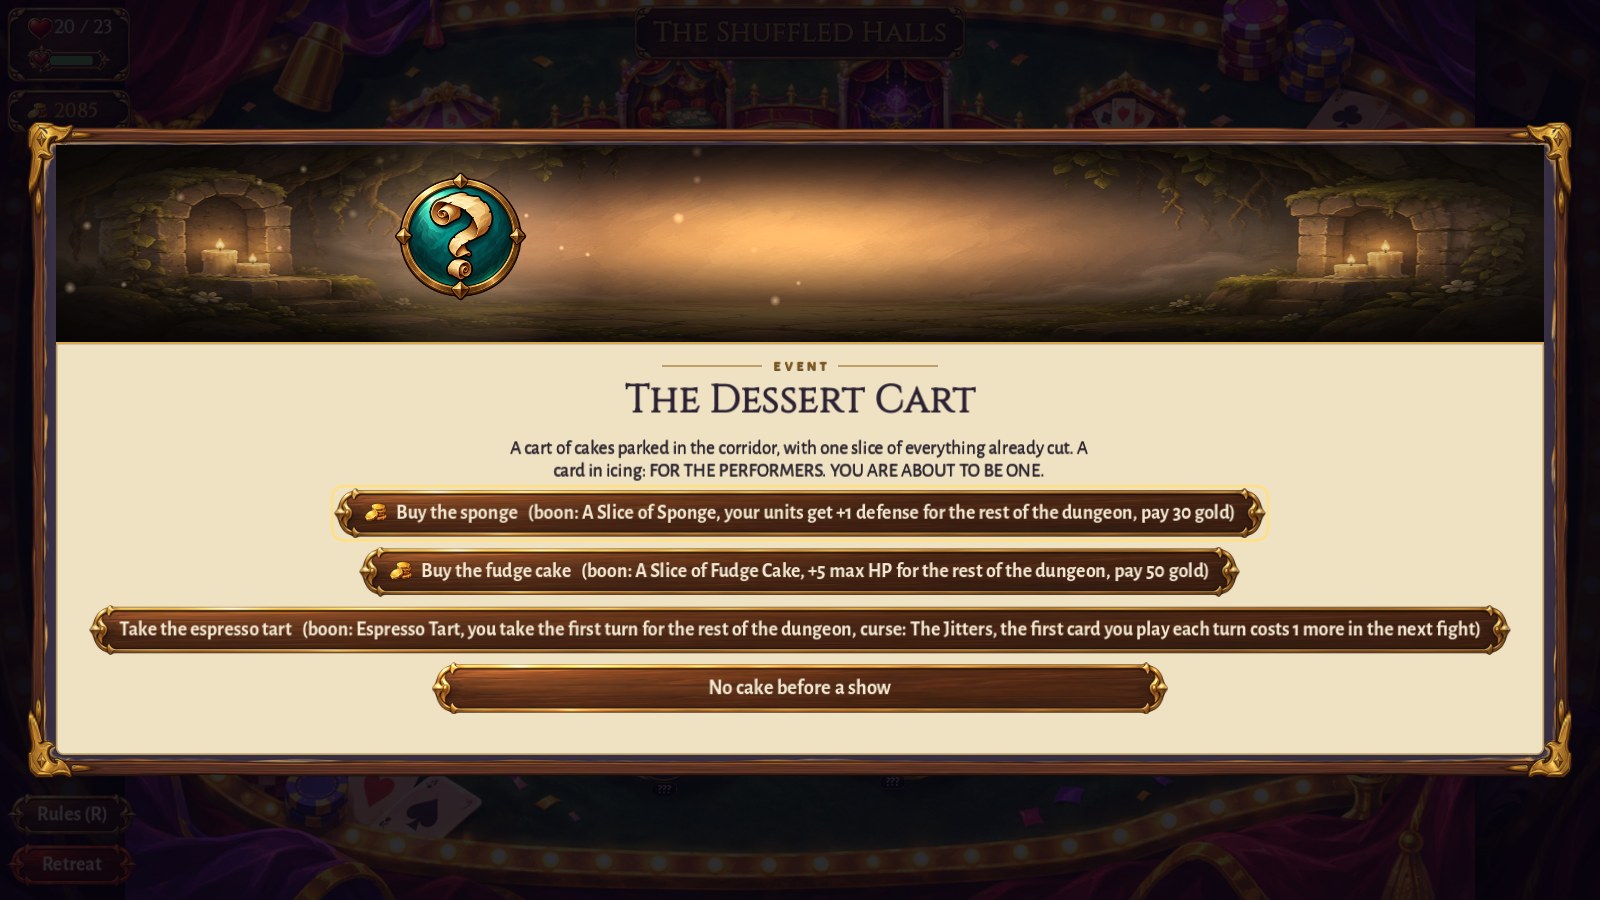 20 / 23
THE SHUFFLED HALLS
2085
EVENT
THE DESSERT CART
A cart of cakes parked in the corridor, with one slice of everything already cut. A
card in icing: FOR THE PERFORMERS. YOU ARE ABOUT TO BE ONE.
Buy the sponge (boon: A Slice of Sponge, your units get +1 defense for the rest of the dungeon, pay 30 gold)
Buy the fudge cake (boon: A Slice of Fudge Cake, +5 max HP for the rest of the dungeon, pay 50 gold)
Take the espresso tart (boon: Espresso Tart, you take the first turn for the rest of the dungeon, curse: The Jitters, the first card you play each turn costs 1 more in the next fight)
No cake before a show
??? ???
Rules (R)
Retreat